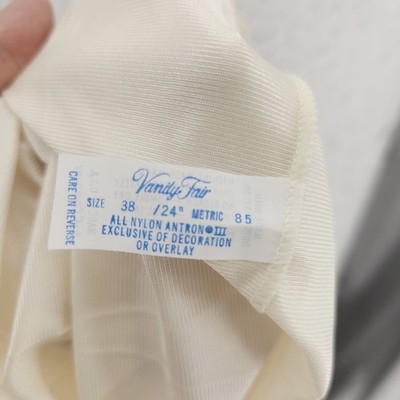 Vanity Fair
SIZE 38 /24" METRIC 85
ALL NYLON ANTRON III
EXCLUSIVE OF DECORATION
OR OVERLAY
CARE ON REVERSE